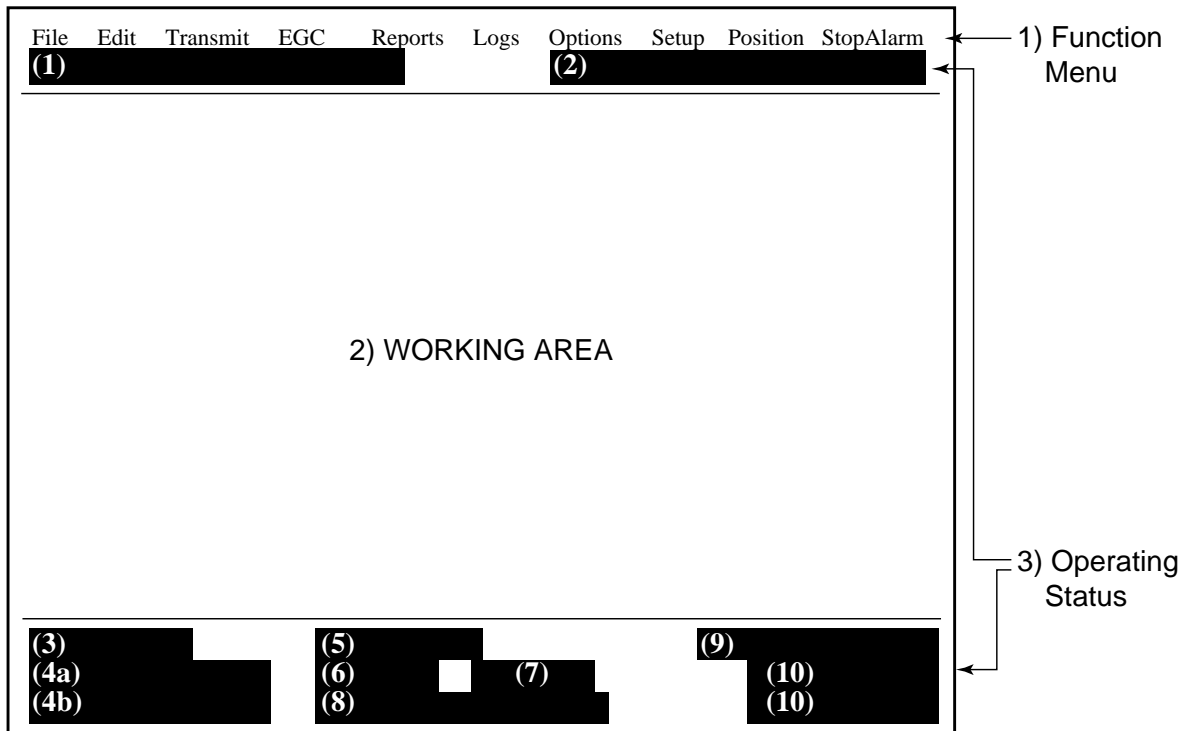 File Edit Transmit EGC Reports Logs Options Setup Position StopAlarm
(1) (2)
1) Function
Menu
2) WORKING AREA
3) Operating
Status
(3) (5) (9)
(4a) (6) (7) (10)
(4b) (8) (10)